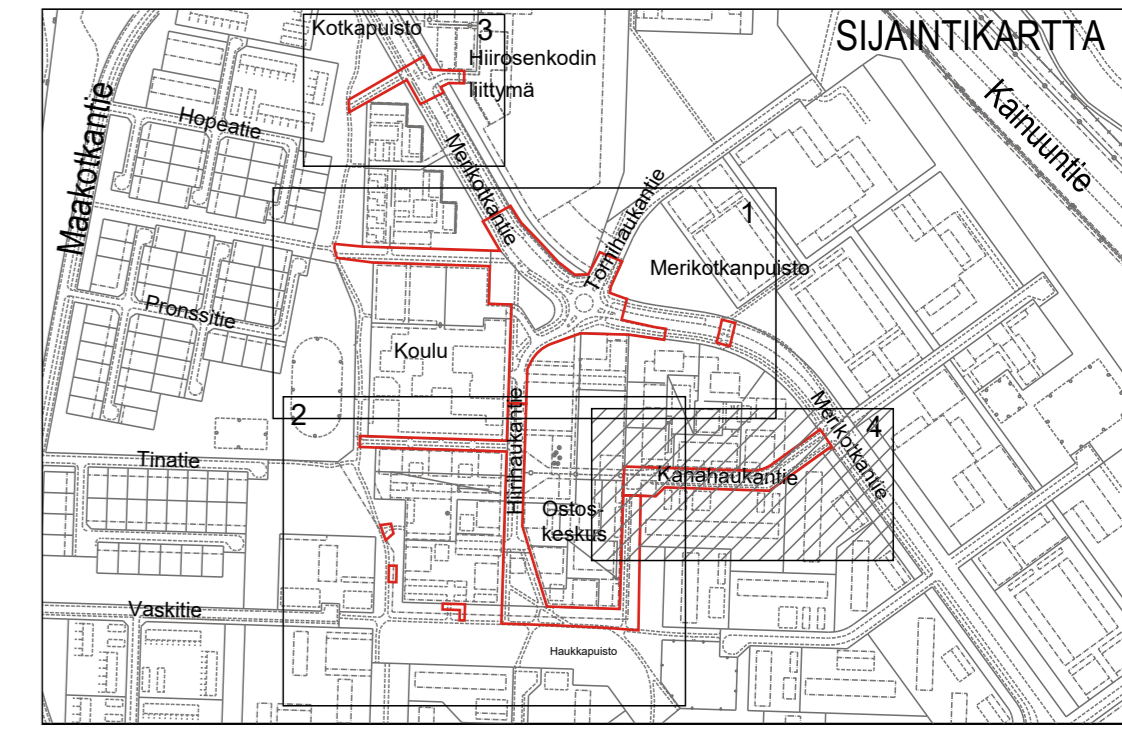 SIJAINTIKARTTA
Kotkapuisto
3
Hiirosenkodin
liittymä
Kainuuntie
Maakotkantie
Hopeatie
Merikotkantie
Tornihaukantie
1
Merikotkanpuisto
Pronssitie
Koulu
2
Hiirihaukantie
Merikotkantie
4
Tinatie
Kanahaukantie
Ostos-
keskus
Vaskitie
Haukkapuisto